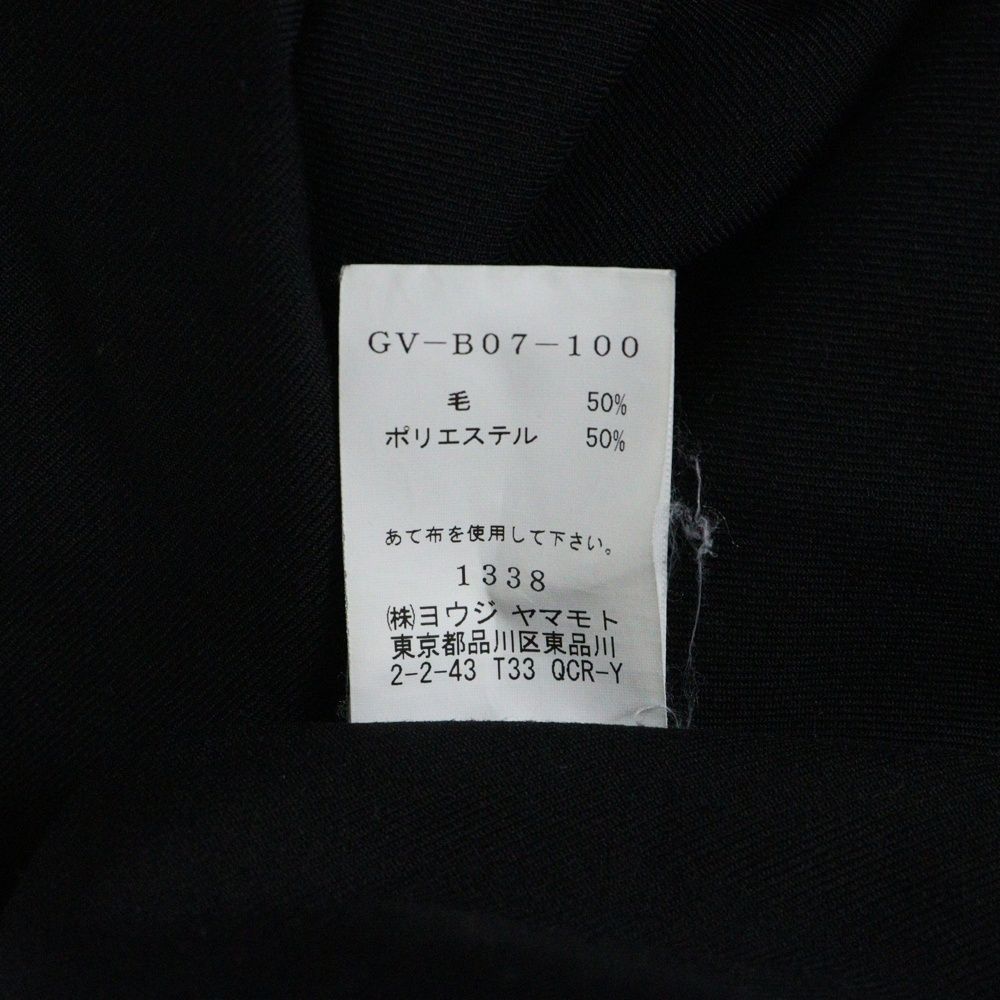 GV-B07-100
毛 50%
ポリエステル 50%
あて布を使用して下さい。
1338
㈱ヨウジ ヤマモト
東京都品川区東品川
2-2-43 T33 QCR-Y